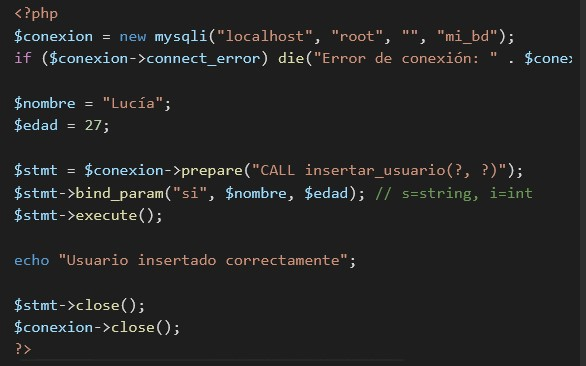 <?php
$conexion = new mysqli("localhost", "root", "", "mi_bd");
if ($conexion->connect_error) die("Error de conexión: " . $conex
$nombre = "Lucía";
$edad = 27;
$stmt = $conexion->prepare("CALL insertar_usuario(?, ?)");
$stmt->bind_param("si", $nombre, $edad); // s=string, i=int
$stmt->execute();
echo "Usuario insertado correctamente";
$stmt->close();
$conexion->close();
?>